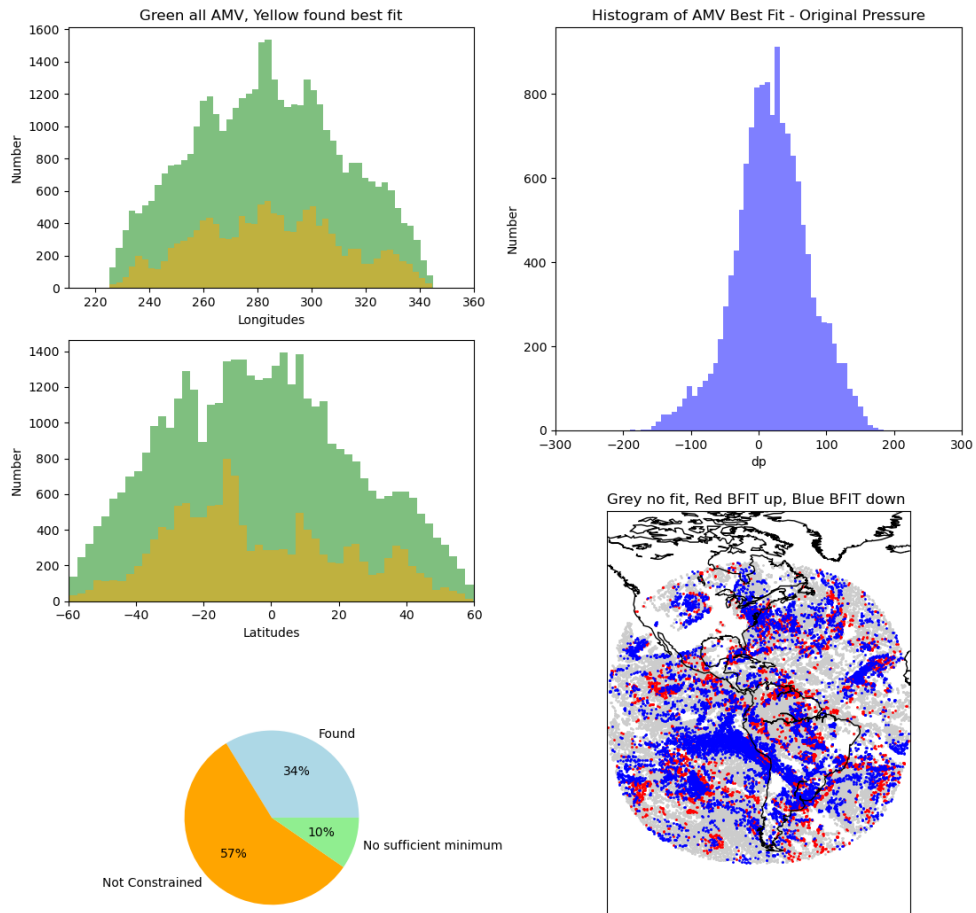 Green all AMV, Yellow found best fit
1600
1400
1200
1000
800
600
400
200
0
Number
220 240 260 280 300 320 340 360
Longitudes
1400
1200
1000
800
600
400
200
0
Number
−60 −40 −20 0 20 40 60
Latitudes
Found
34%
10%
No sufficient minimum
57%
Not Constrained
Histogram of AMV Best Fit - Original Pressure
800
600
400
200
0
Number
−300 −200 −100 0 100 200 300
dp
Grey no fit, Red BFIT up, Blue BFIT down